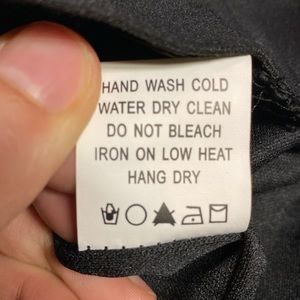 HAND WASH COLD
WATER DRY CLEAN
DO NOT BLEACH
IRON ON LOW HEAT
HANG DRY